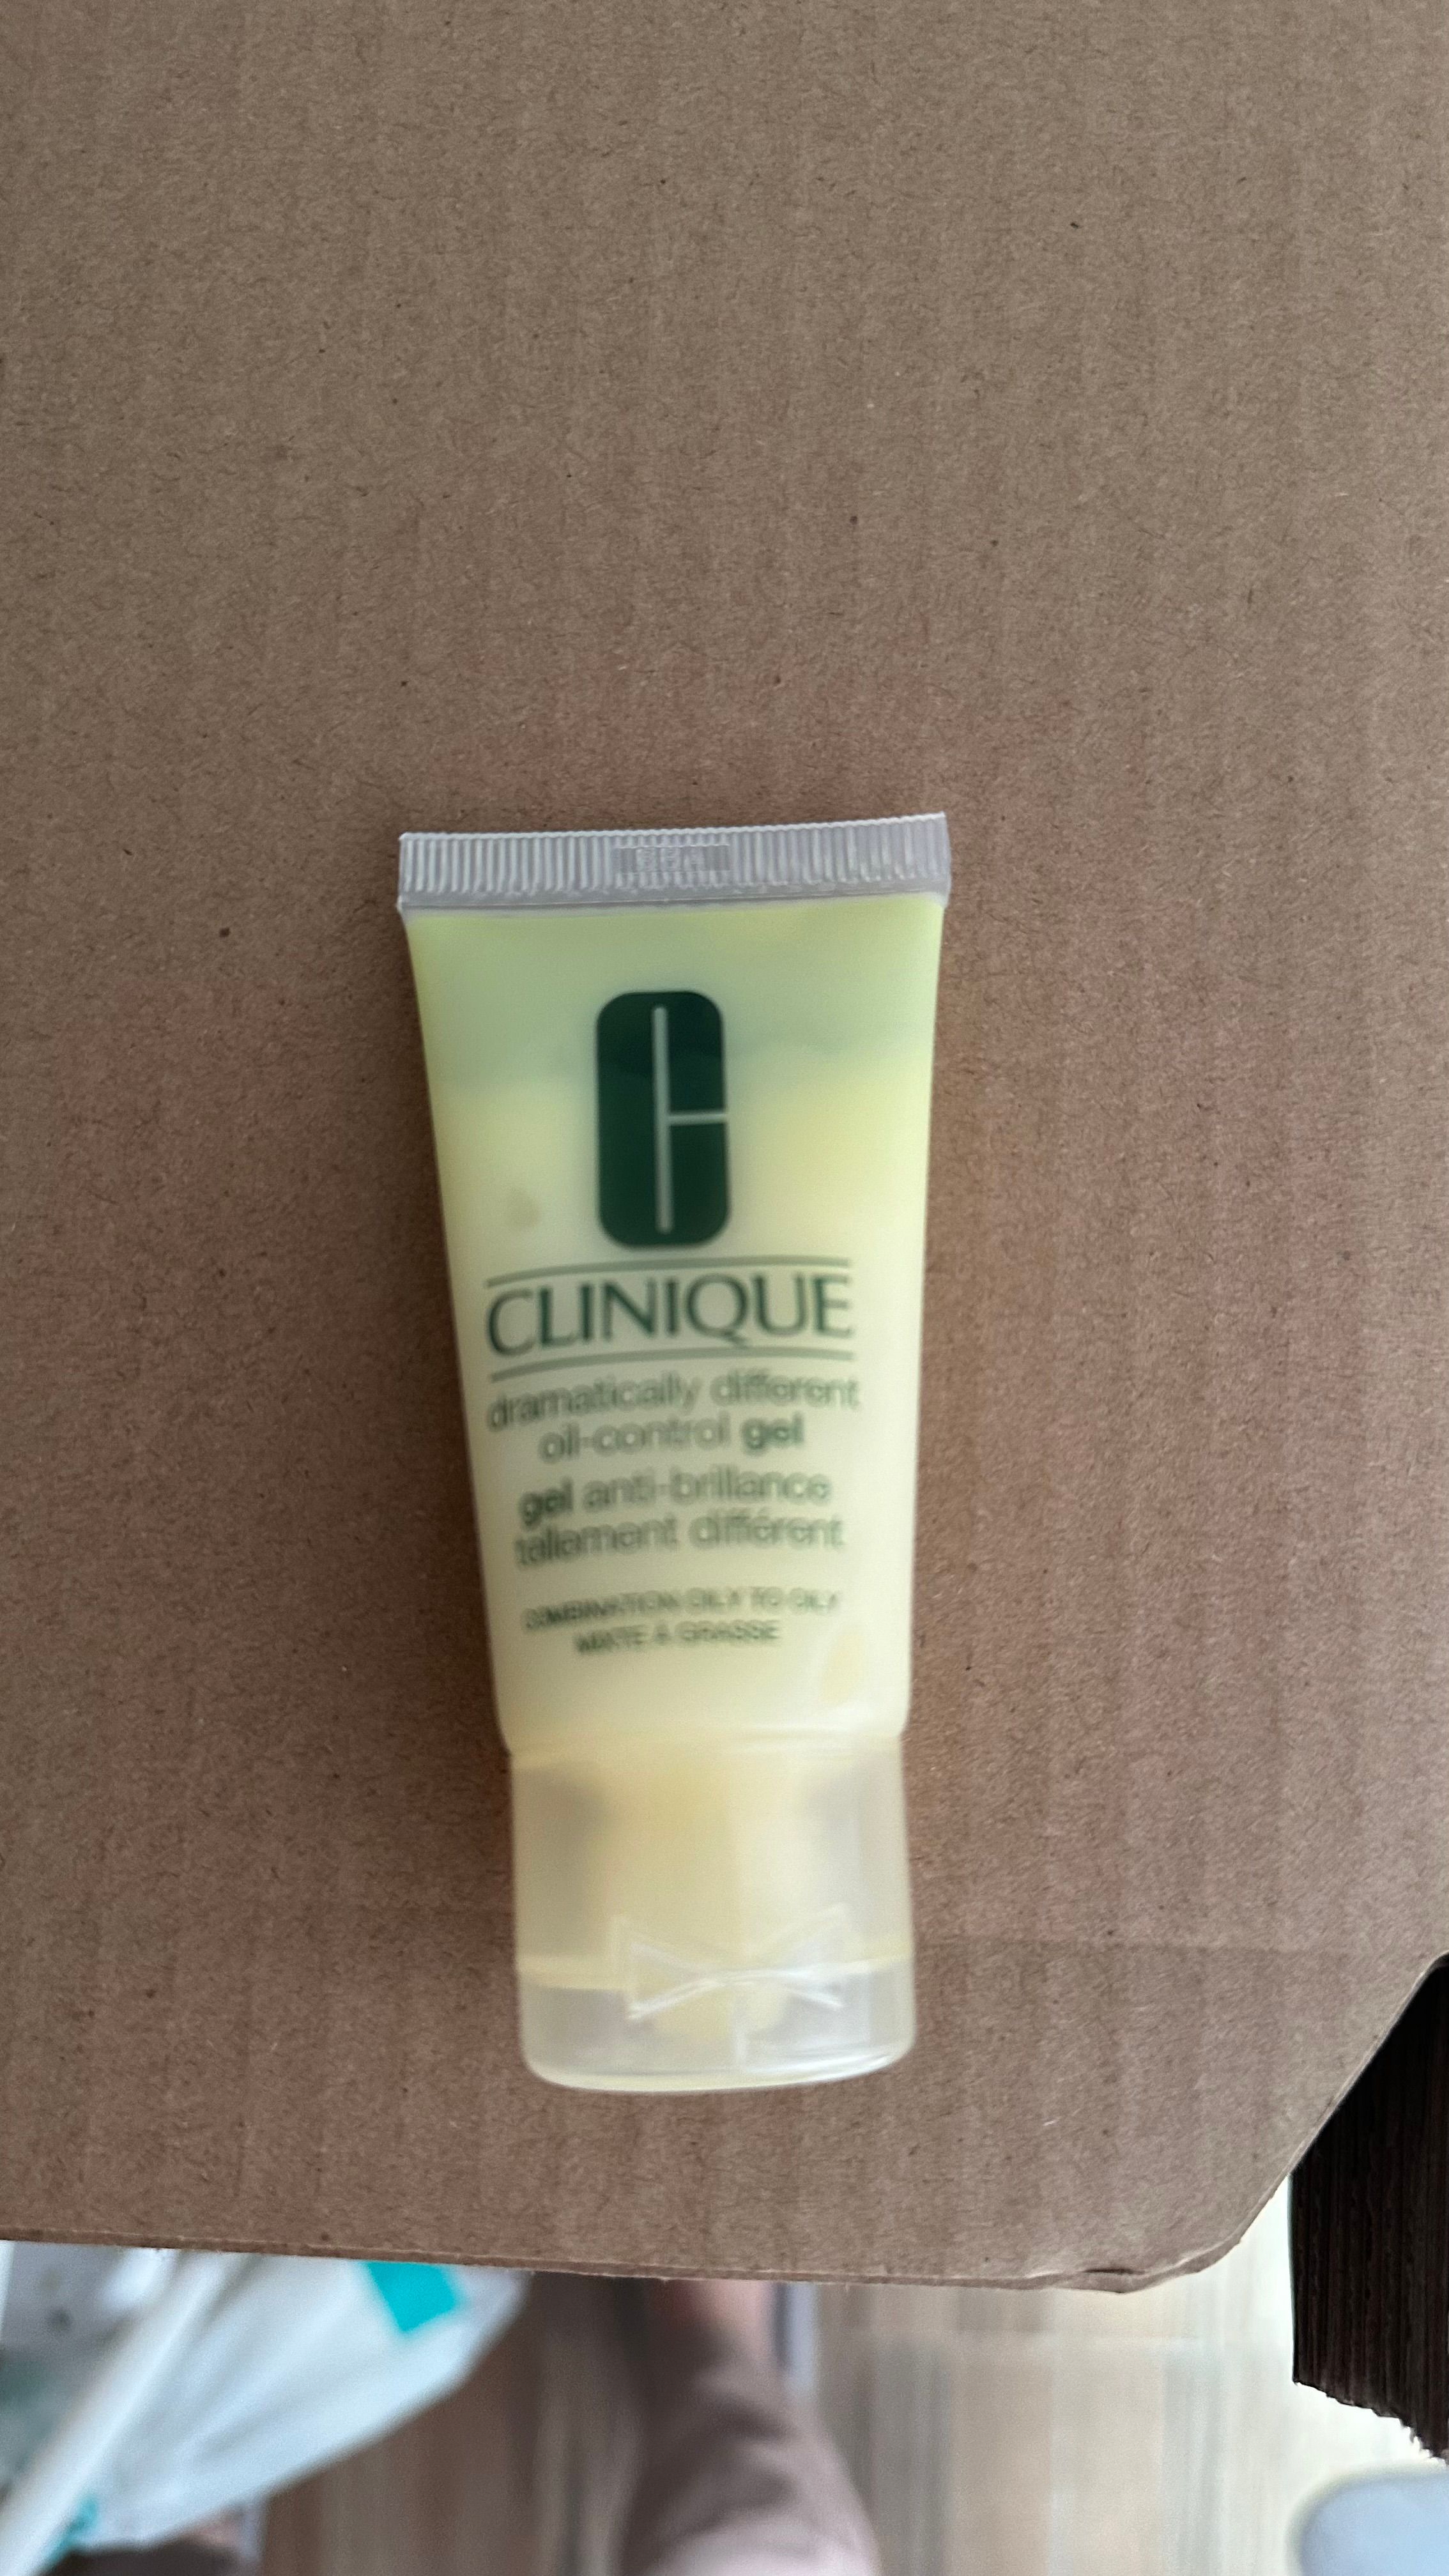 CLINIQUE
dramatically different
oil-control gel
gel anti-brillance
tellement différent
COMBINATION OILY TO OILY
MIXTE À GRASSE